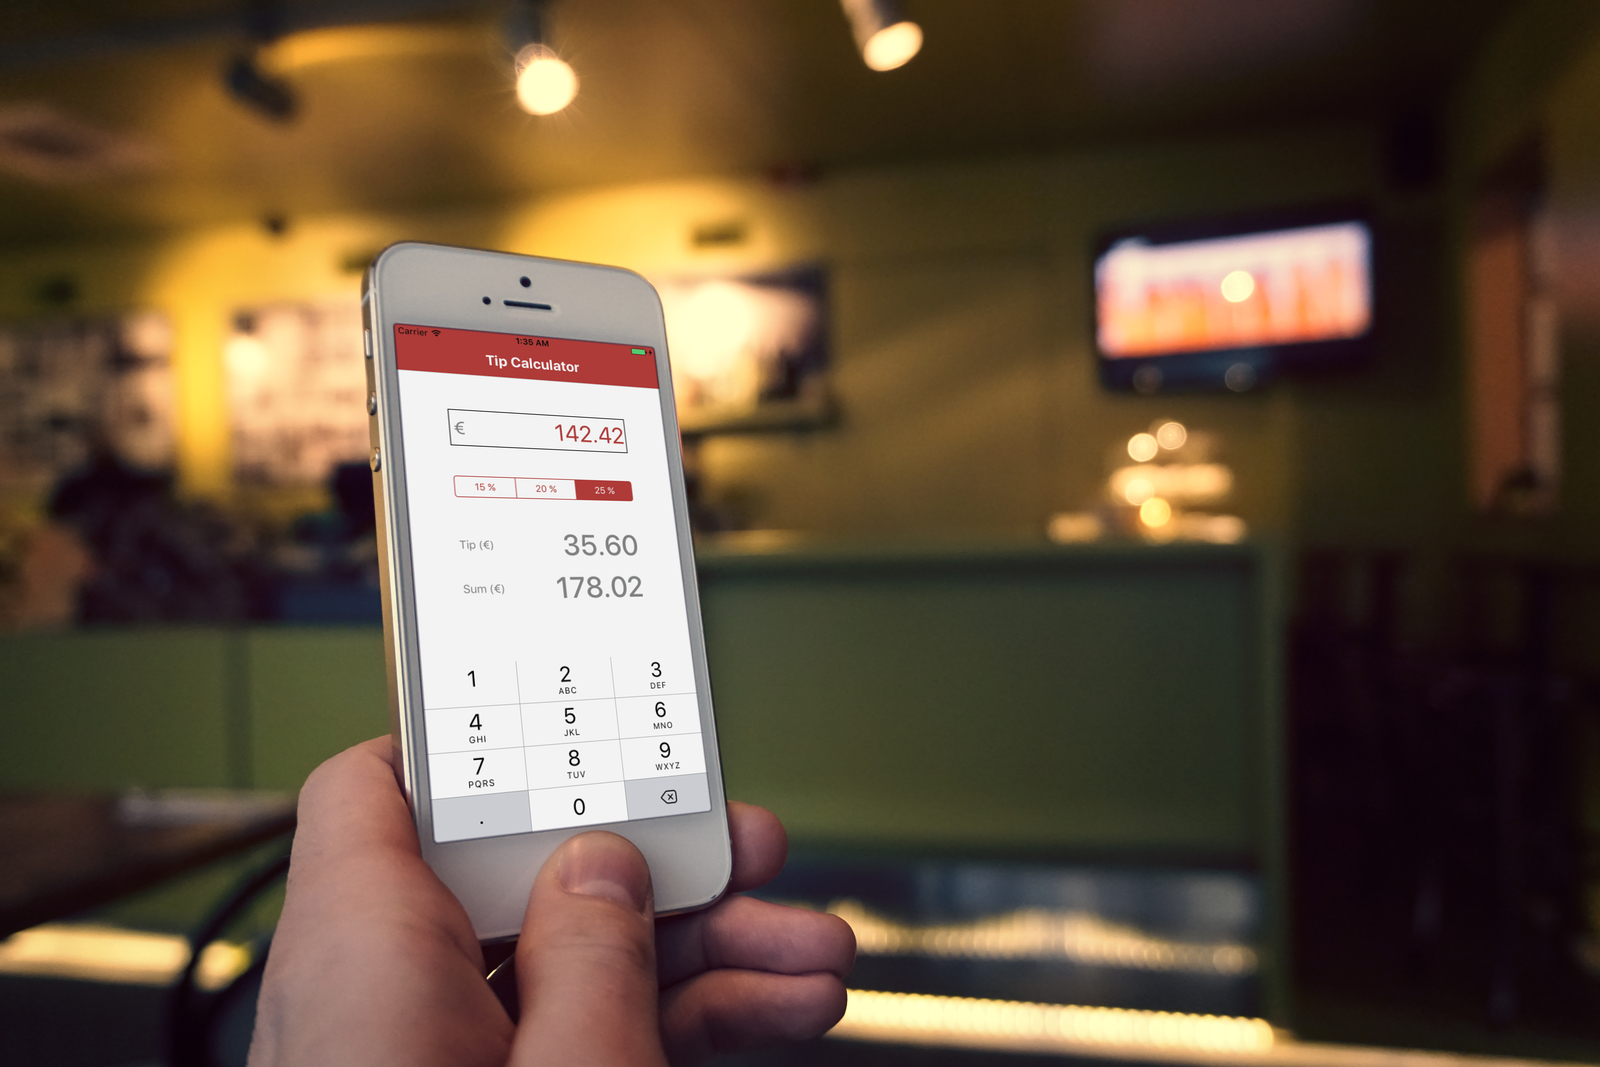 Carrier
1:35 AM
Tip Calculator
€ 142.42
15 % 20 % 25 %
Tip (€) 35.60
Sum (€) 178.02
1 2 3
ABC DEF
4 5 6
GHI JKL MNO
7 8 9
PQRS TUV WXYZ
. 0